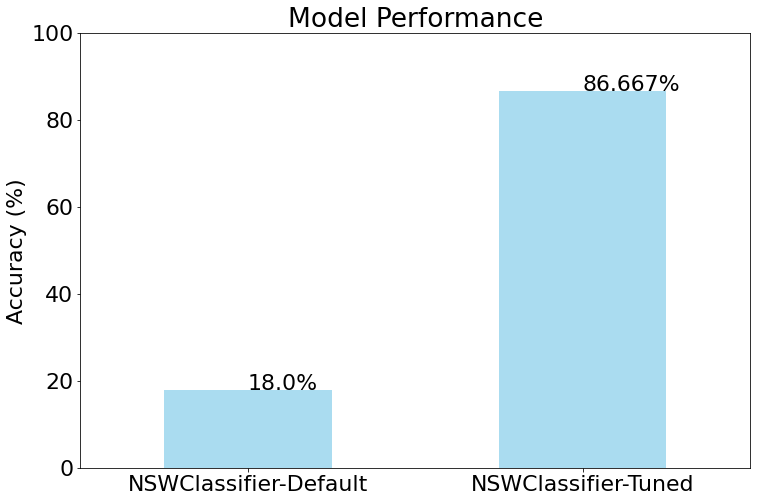 Model Performance
100
80
60
40
20
0
Accuracy (%)
18.0%
86.667%
NSWClassifier-Default
NSWClassifier-Tuned